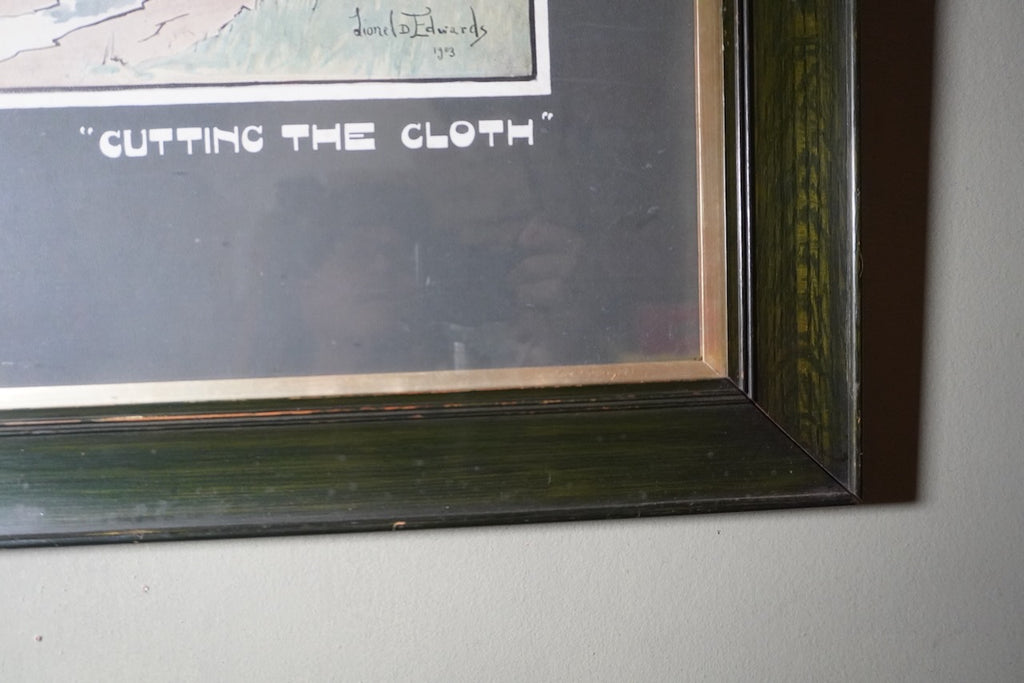 Lionel D Edwards
1903
"CUTTING THE CLOTH"